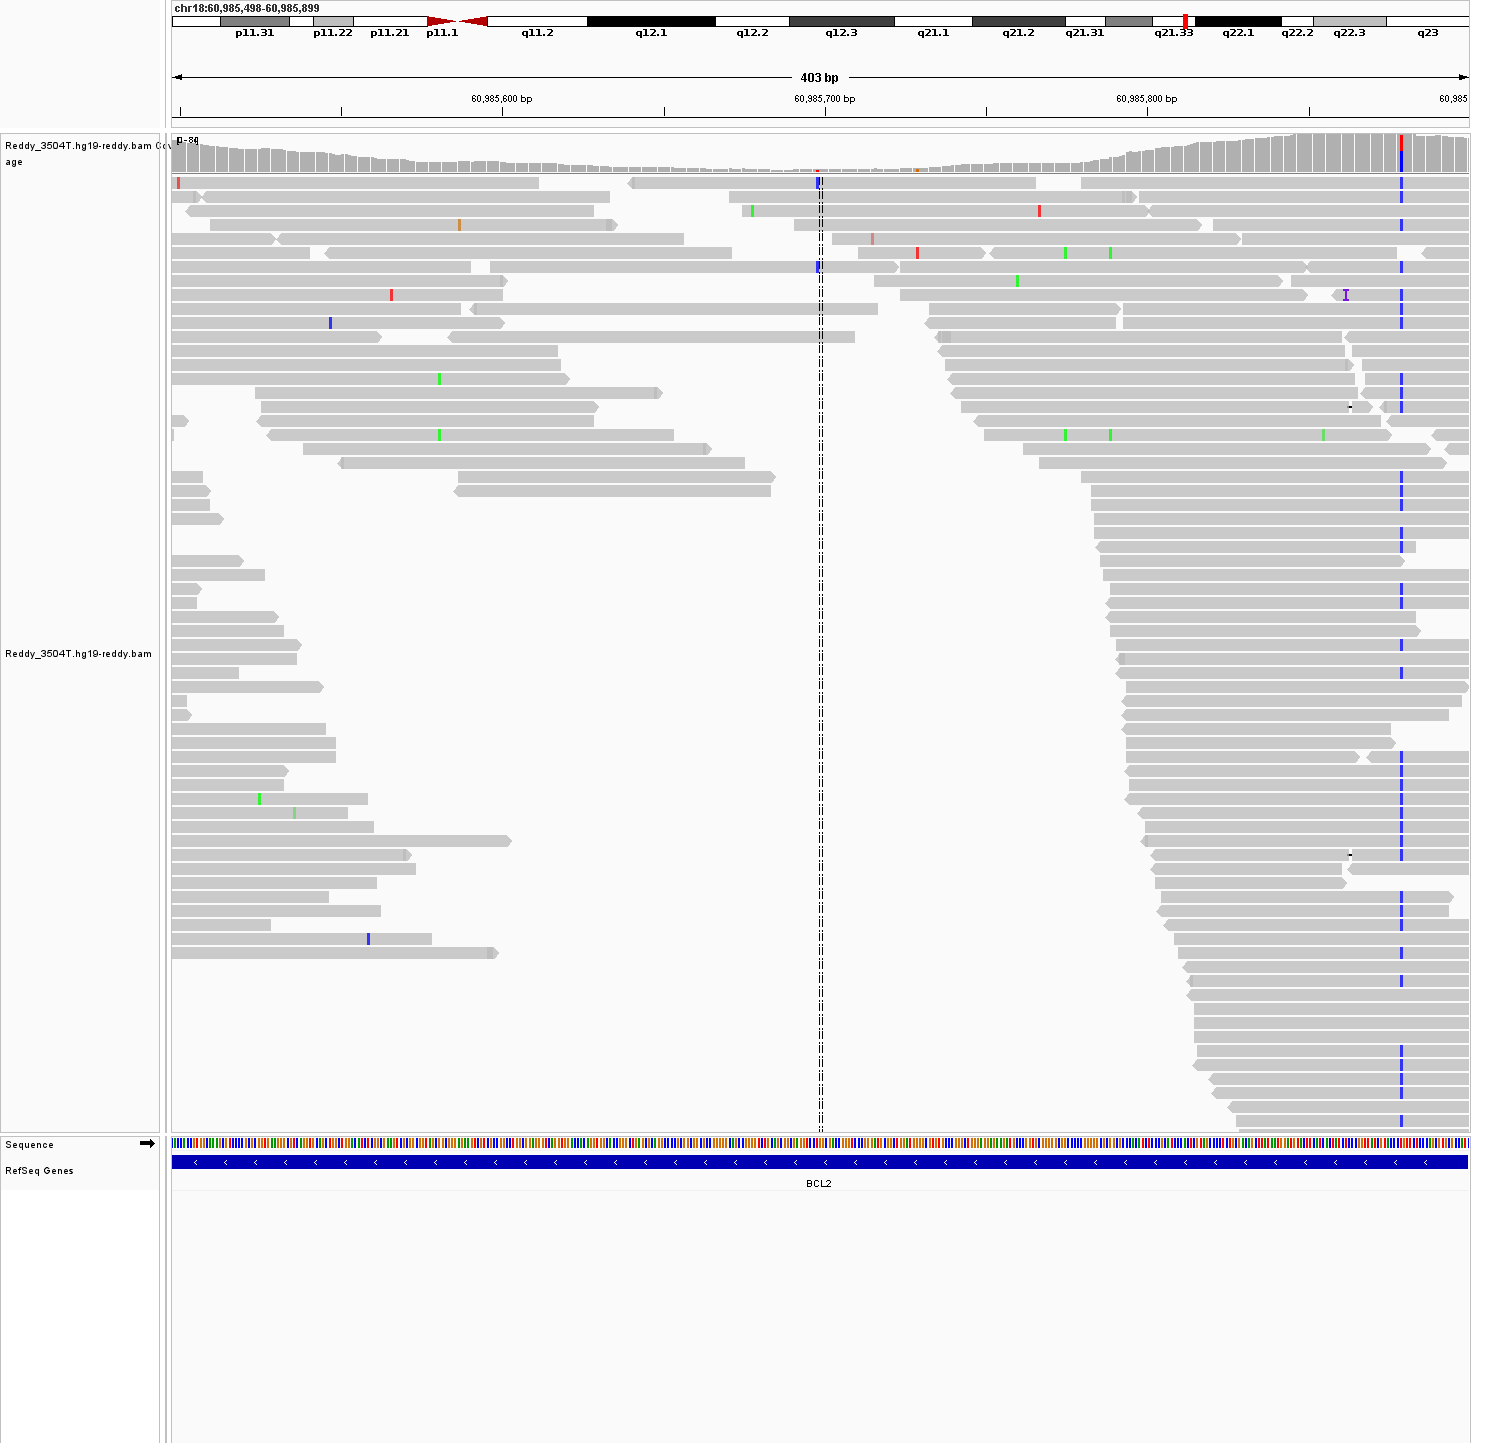 chr18:60,985,498-60,985,899
p11.31 p11.22 p11.21 p11.1 q11.2 q12.1 q12.2 q12.3 q21.1 q21.2 q21.31 q21.33 q22.1 q22.2 q22.3 q23
403 bp
60,985,600 bp 60,985,700 bp 60,985,800 bp 60,985
Reddy_3504T.hg19-reddy.bam Cov
age
Reddy_3504T.hg19-reddy.bam
Sequence
RefSeq Genes
BCL2